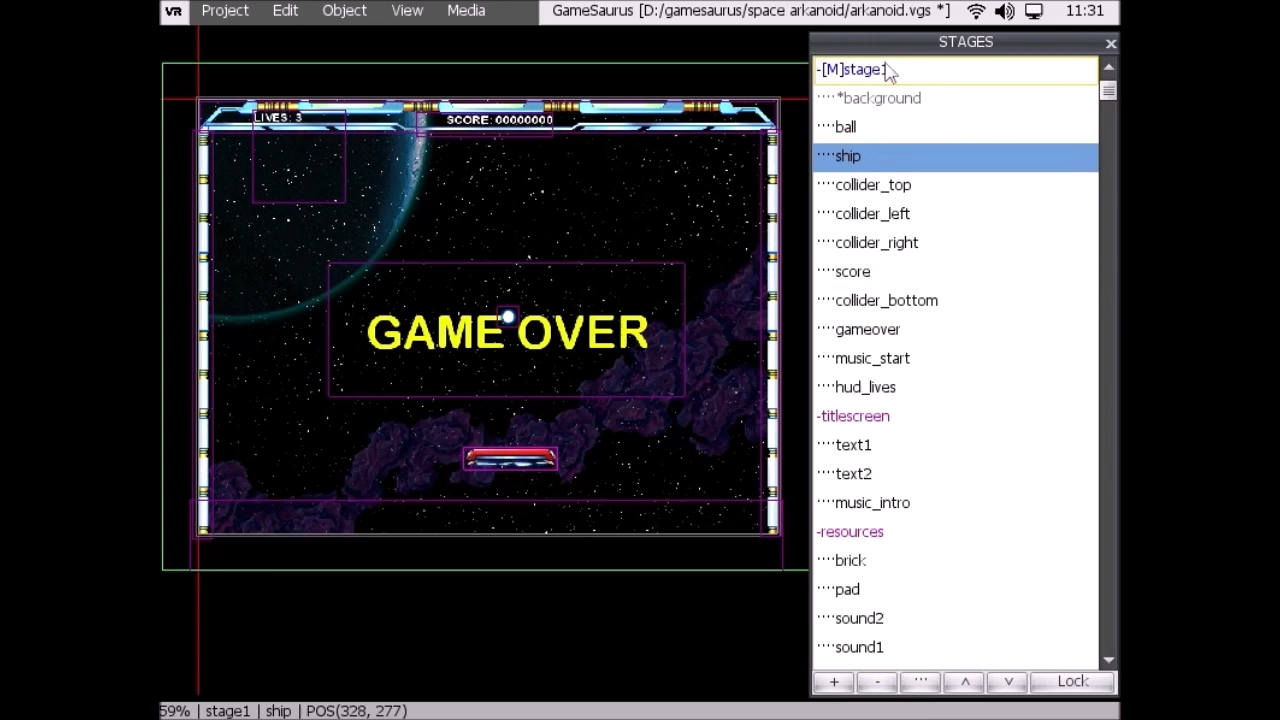 VR Project Edit Object View Media GameSaurus [D:/gamesaurus/space arkanoid/arkanoid.vgs *] 11:31
STAGES x
-[M]stage1
····*background
LIVES: 3 SCORE: 00000000
····ball
····ship
····collider_top
····collider_left
····collider_right
····score
····collider_bottom
GAME OVER
····gameover
····music_start
····hud_lives
-titlescreen
····text1
····text2
····music_intro
-resources
····brick
····pad
····sound2
····sound1
+ - ··· ^ v Lock
59% | stage1 | ship | POS(328, 277)